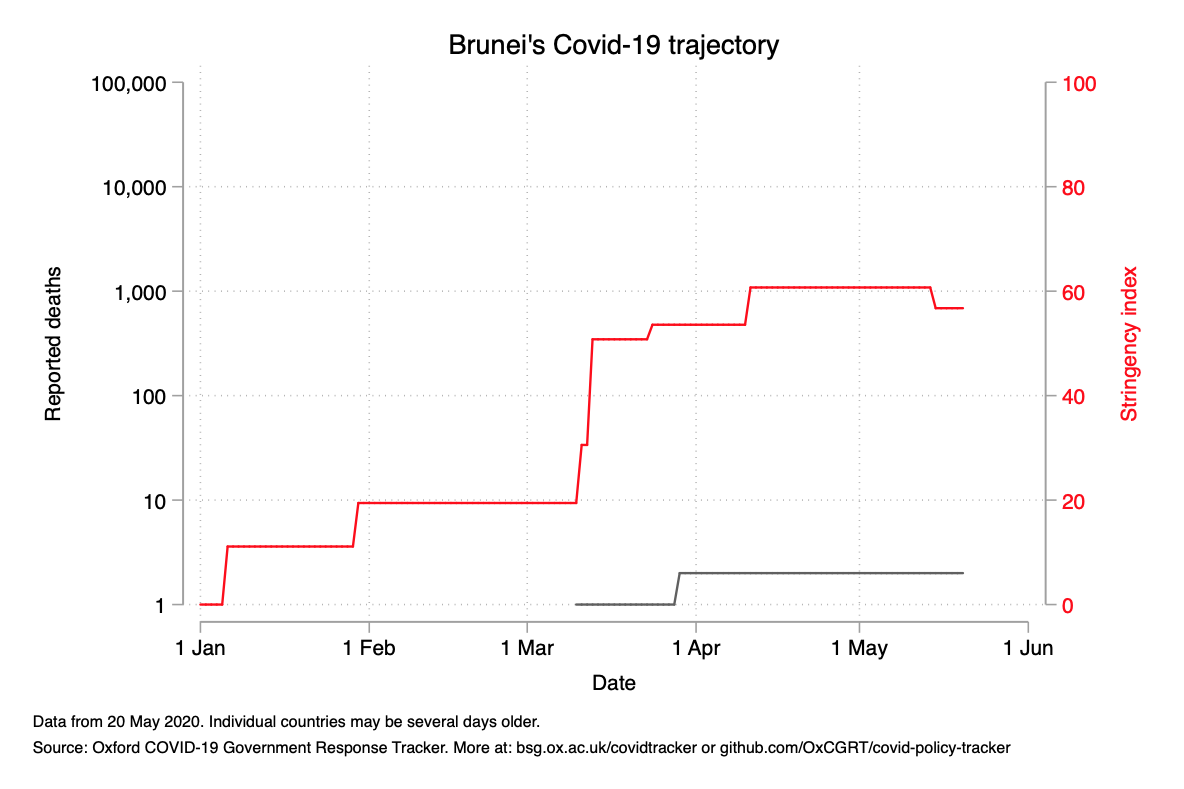 Brunei's Covid-19 trajectory
100,000
10,000
1,000
100
10
1
Reported deaths
100
80
60
40
20
0
Stringency index
1 Jan
1 Feb
1 Mar
1 Apr
1 May
1 Jun
Date
Data from 20 May 2020. Individual countries may be several days older.
Source: Oxford COVID-19 Government Response Tracker. More at: bsg.ox.ac.uk/covidtracker or github.com/OxCGRT/covid-policy-tracker